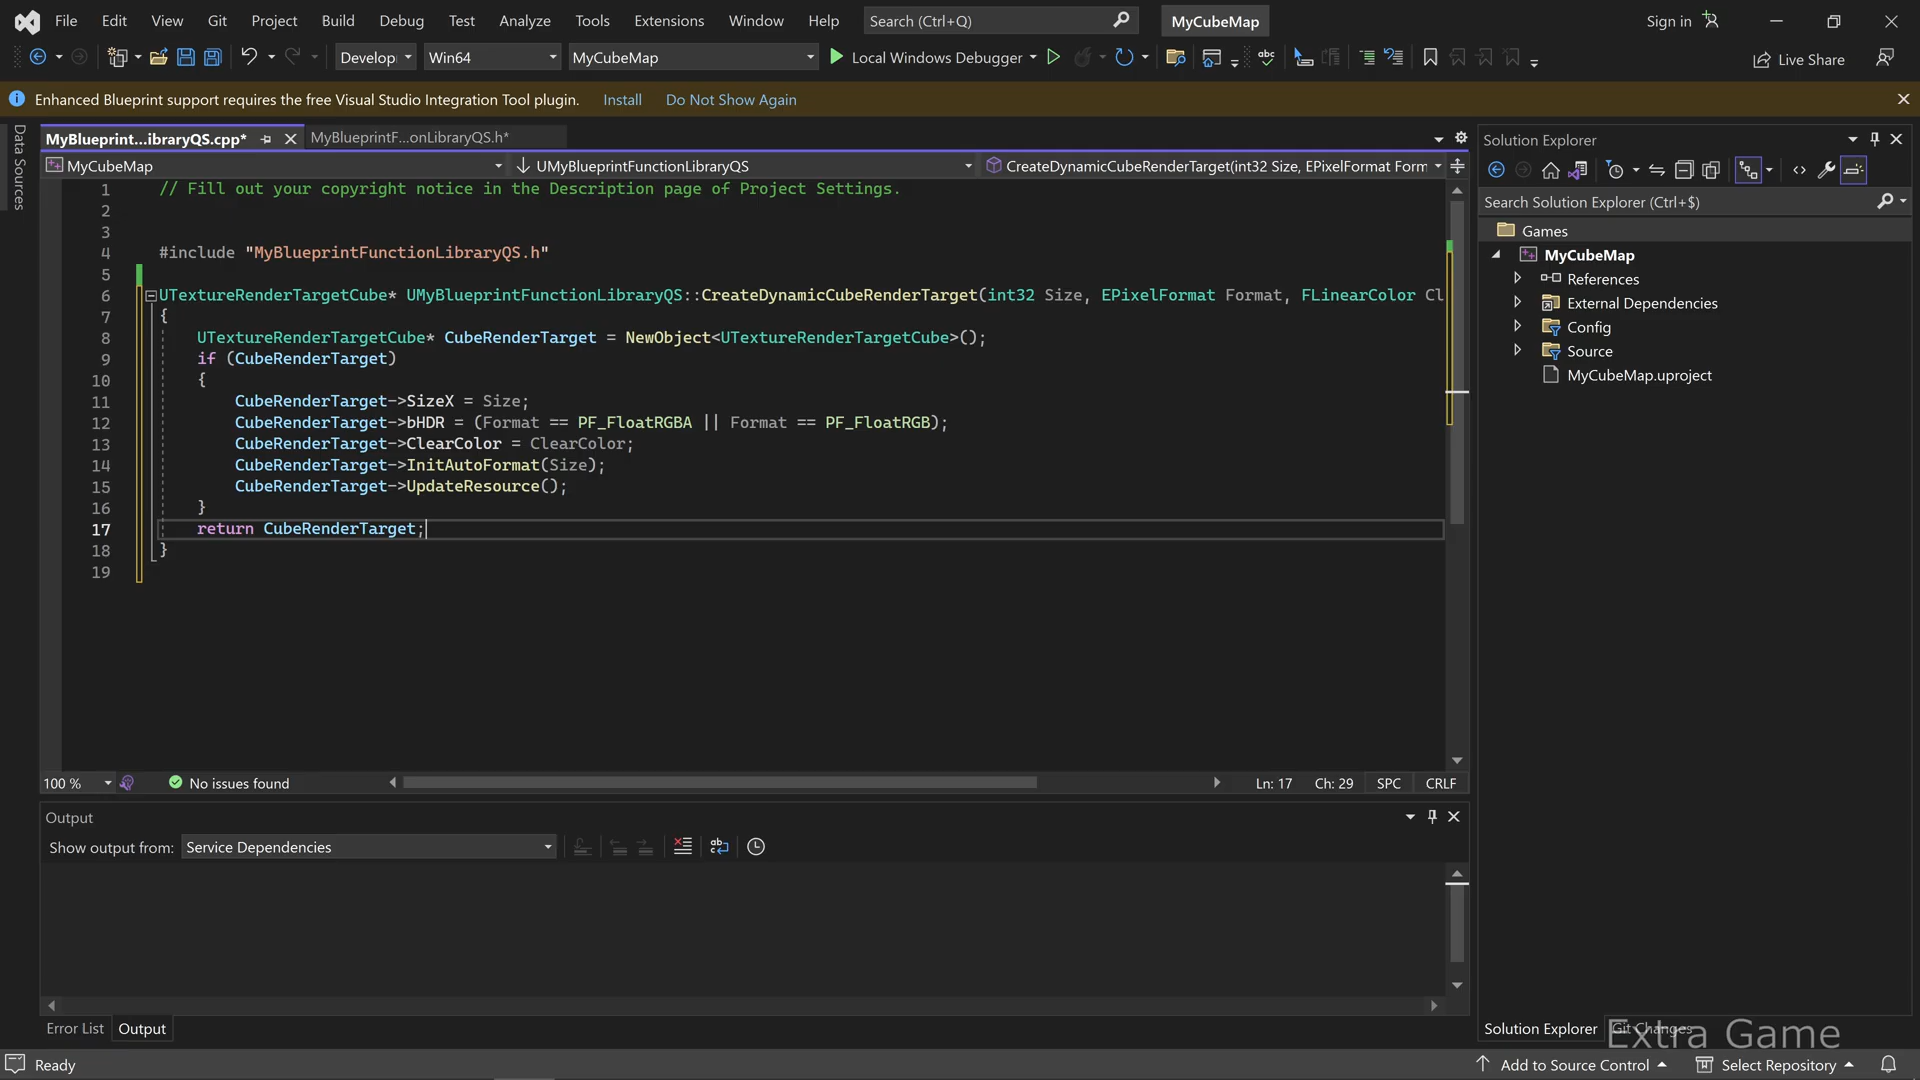 File Edit View Git Project Build Debug Test Analyze Tools Extensions Window Help Search (Ctrl+Q) MyCubeMap Sign in
Develop Win64 MyCubeMap Local Windows Debugger Live Share
Enhanced Blueprint support requires the free Visual Studio Integration Tool plugin. Install Do Not Show Again
Data Sources
MyBlueprint...ibraryQS.cpp* MyBlueprintF...onLibraryQS.h*
MyCubeMap UMyBlueprintFunctionLibraryQS CreateDynamicCubeRenderTarget(int32 Size, EPixelFormat Form
1 // Fill out your copyright notice in the Description page of Project Settings.
2
3
4 #include "MyBlueprintFunctionLibraryQS.h"
5
6 UTextureRenderTargetCube* UMyBlueprintFunctionLibraryQS::CreateDynamicCubeRenderTarget(int32 Size, EPixelFormat Format, FLinearColor Cl
7 {
8 UTextureRenderTargetCube* CubeRenderTarget = NewObject<UTextureRenderTargetCube>();
9 if (CubeRenderTarget)
10 {
11 CubeRenderTarget->SizeX = Size;
12 CubeRenderTarget->bHDR = (Format == PF_FloatRGBA || Format == PF_FloatRGB);
13 CubeRenderTarget->ClearColor = ClearColor;
14 CubeRenderTarget->InitAutoFormat(Size);
15 CubeRenderTarget->UpdateResource();
16 }
17 return CubeRenderTarget;
18 }
19
100 % No issues found Ln: 17 Ch: 29 SPC CRLF
Output
Show output from: Service Dependencies
Error List Output
Solution Explorer
Search Solution Explorer (Ctrl+$)
Games
MyCubeMap
References
External Dependencies
Config
Source
MyCubeMap.uproject
Solution Explorer Git Changes
Extra Game
Ready Add to Source Control Select Repository